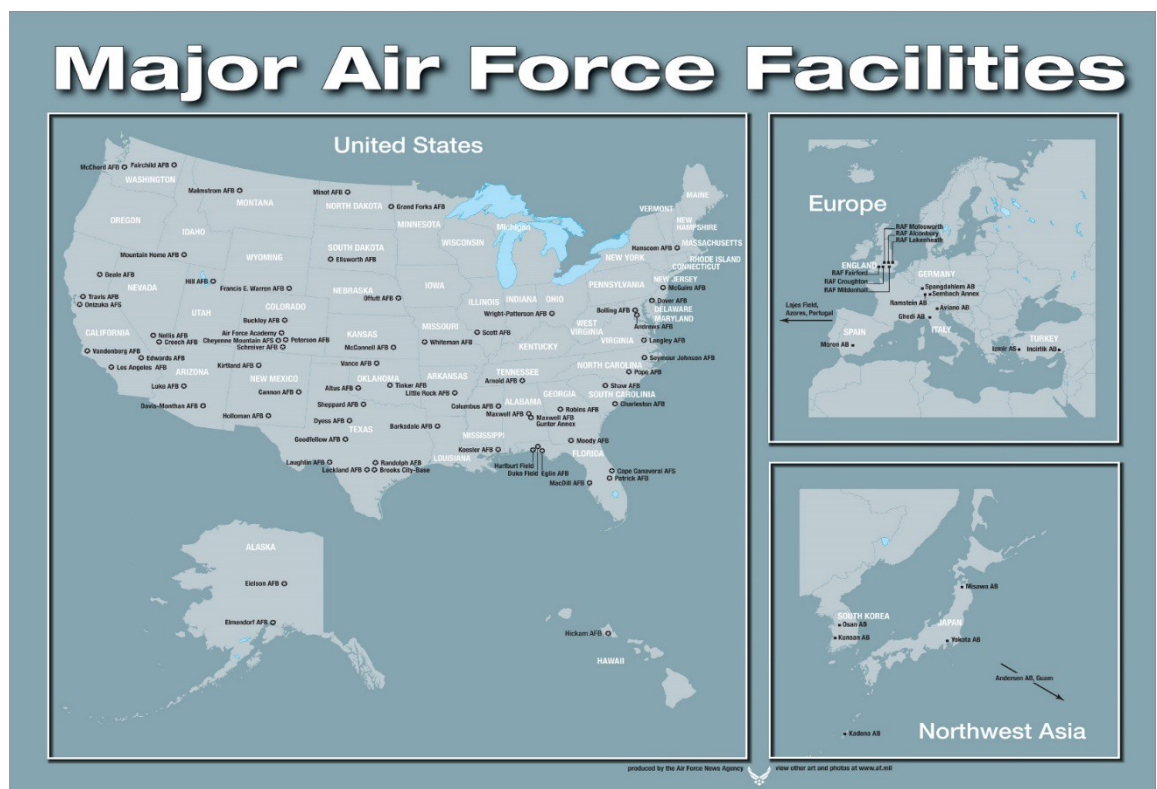 Major Air Force Facilities
United States
McChord AFB
Fairchild AFB
WASHINGTON
Malmstrom AFB
MONTANA
Minot AFB
NORTH DAKOTA
Grand Forks AFB
MINNESOTA
OREGON
IDAHO
Mountain Home AFB
WYOMING
SOUTH DAKOTA
Ellsworth AFB
WISCONSIN
Michigan
VERMONT
MAINE
NEW
HAMPSHIRE
Hanscom AFB
MASSACHUSETTS
RHODE ISLAND
CONNECTICUT
NEW YORK
Beale AFB
NEVADA
Hill AFB
Francis E. Warren AFB
NEBRASKA
Offutt AFB
IOWA
ILLINOIS
INDIANA
OHIO
PENNSYLVANIA
NEW JERSEY
McGuire AFB
Travis AFB
Onizuka AFS
UTAH
COLORADO
Buckley AFB
Wright-Patterson AFB
Dover AFB
DELAWARE
MARYLAND
Bolling AFB
Andrews AFB
CALIFORNIA
Nellis AFB
Creech AFB
Air Force Academy
Cheyenne Mountain AFS
Peterson AFB
Schriever AFB
KANSAS
McConnell AFB
MISSOURI
Whiteman AFB
Scott AFB
WEST
VIRGINIA
VIRGINIA
KENTUCKY
Langley AFB
Vandenburg AFB
Edwards AFB
Los Angeles AFB
ARIZONA
Kirtland AFB
NEW MEXICO
Cannon AFB
Vance AFB
OKLAHOMA
Altus AFB
Tinker AFB
ARKANSAS
Little Rock AFB
TENNESSEE
Arnold AFB
NORTH CAROLINA
Seymour Johnson AFB
Pope AFB
Luke AFB
Davis-Monthan AFB
Holloman AFB
Sheppard AFB
Dyess AFB
TEXAS
Goodfellow AFB
Barksdale AFB
Columbus AFB
ALABAMA
Maxwell AFB
Maxwell AFB
Gunter Annex
GEORGIA
Robins AFB
Shaw AFB
SOUTH CAROLINIA
Charleston AFB
MISSISSIPPI
Keesler AFB
LOUISIANA
Moody AFB
FLORIDA
Laughlin AFB
Lackland AFB
Randolph AFB
Brooks City-Base
Hurlburt Field
Duke Field
Eglin AFB
MacDill AFB
Cape Canaveral AFS
Patrick AFB
ALASKA
Eielson AFB
Elmendorf AFB
Hickam AFB
HAWAII
Europe
RAF Molesworth
RAF Alconbury
RAF Lakenheath
ENGLAND
RAF Fairford
RAF Croughton
RAF Mildenhall
GERMANY
Spangdahlem AB
Sembach Annex
Ramstein AB
Aviano AB
Ghedi AB
ITALY
Lajes Field,
Azores, Portugal
SPAIN
Moron AB
TURKEY
Izmir AS
Incirlik AB
Misawa AB
SOUTH KOREA
Osan AB
Kunsan AB
JAPAN
Yokota AB
Andersen AB, Guam
Kadena AB
Northwest Asia
produced by the Air Force News Agency
view other art and photos at www.af.mil